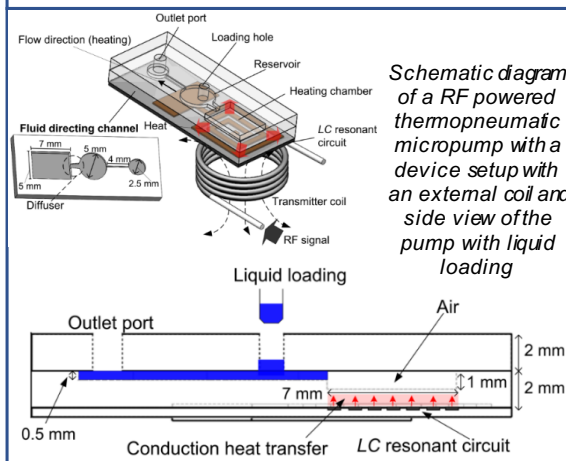 Outlet port
Loading hole
Flow direction (heating)
Reservoir
Heating chamber
Heat
Fluid directing channel
LC resonant
circuit
7 mm
5 mm
4 mm
5 mm
2.5 mm
Diffuser
Transmitter coil
RF signal
Schematic diagram
of a RF powered
thermopneumatic
micropump with a
device setup with
an external coil and
side view of the
pump with liquid
loading
Liquid loading
Outlet port
Air
2 mm
1 mm
7 mm
2 mm
0.5 mm
Conduction heat transfer
LC resonant circuit